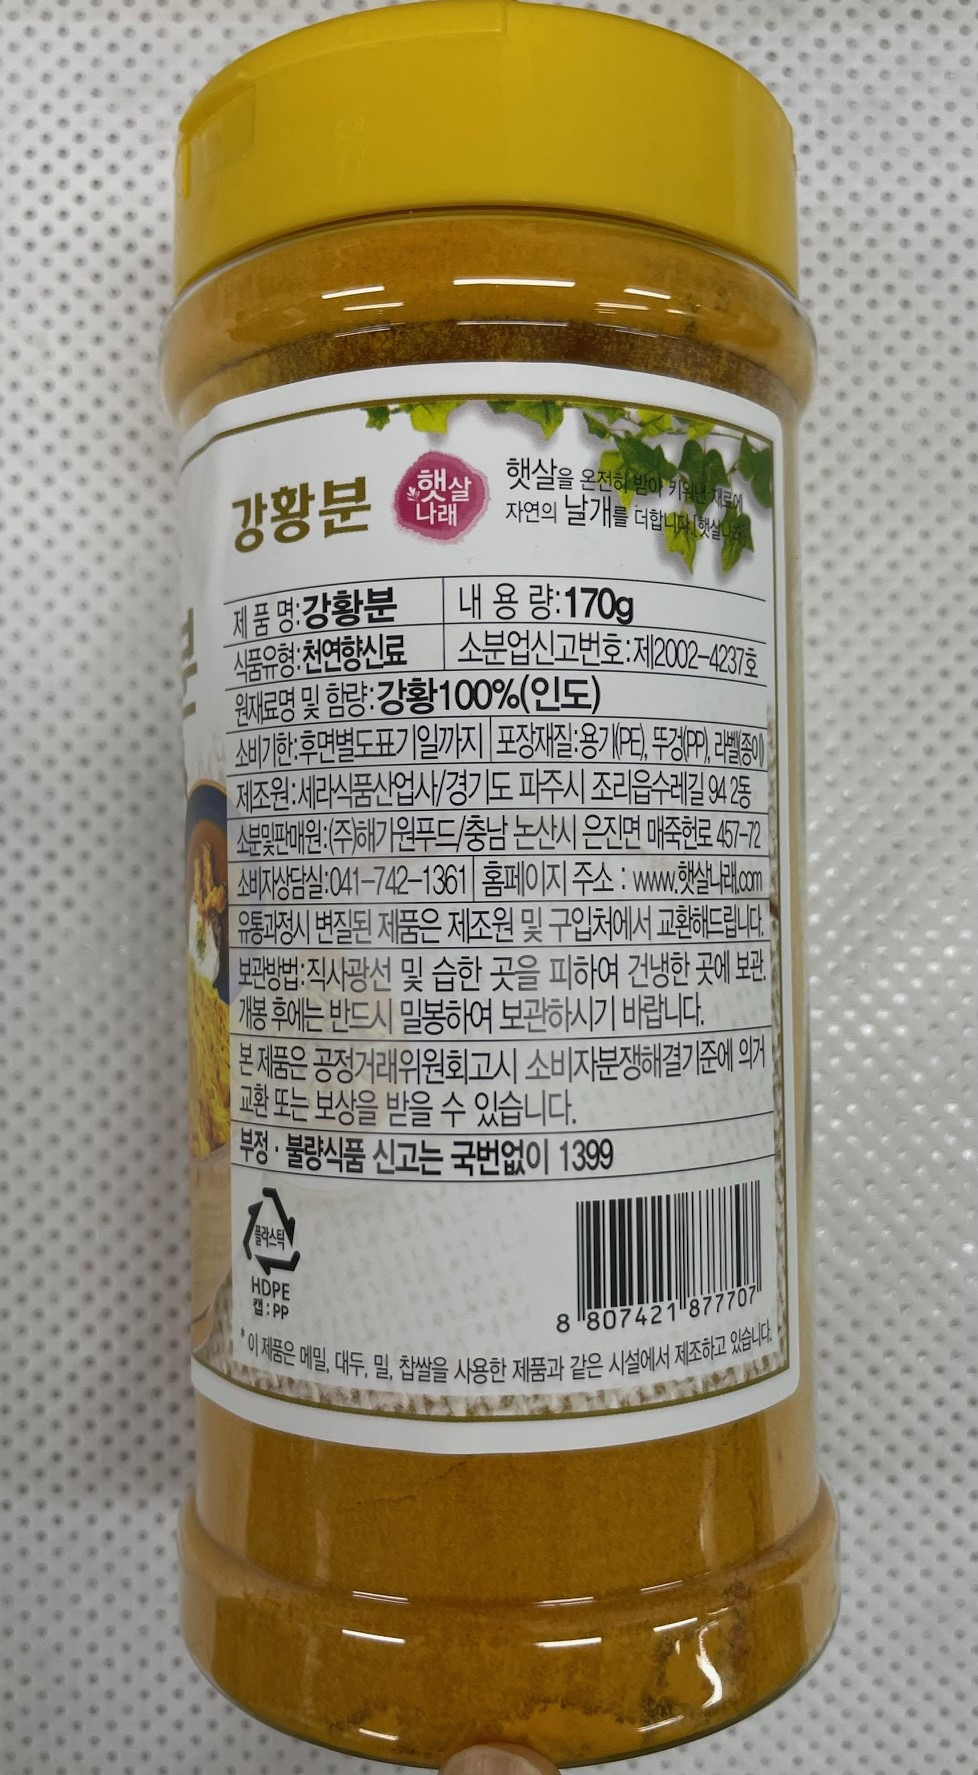 강황분
햇살
나래
햇살을 온전히 받아 키워낸 재료에
자연의 날개를 더합니다.[햇살나래]
제 품 명:강황분
내 용 량:170g
식품유형:천연향신료
소분업신고번호:제2002-4237호
원재료명 및 함량:강황100%(인도)
소비기한:후면별도표기일까지
포장재질:용기(PE), 뚜껑(PP), 라벨(종이)
제조원:세라식품산업사/경기도 파주시 조리읍수레길 94 2동
소분및판매원:(주)해가원푸드/충남 논산시 은진면 매죽헌로 457-72
소비자상담실:041-742-1361
홈페이지 주소 : www.햇살나래.com
유통과정시 변질된 제품은 제조원 및 구입처에서 교환해드립니다.
보관방법:직사광선 및 습한 곳을 피하여 건냉한 곳에 보관.
개봉 후에는 반드시 밀봉하여 보관하시기 바랍니다.
본 제품은 공정거래위원회고시 소비자분쟁해결기준에 의거
교환 또는 보상을 받을 수 있습니다.
부정·불량식품 신고는 국번없이 1399
플라스틱
HDPE
캡:PP
8 807421 877707
* 이 제품은 메밀, 대두, 밀, 찹쌀을 사용한 제품과 같은 시설에서 제조하고 있습니다.